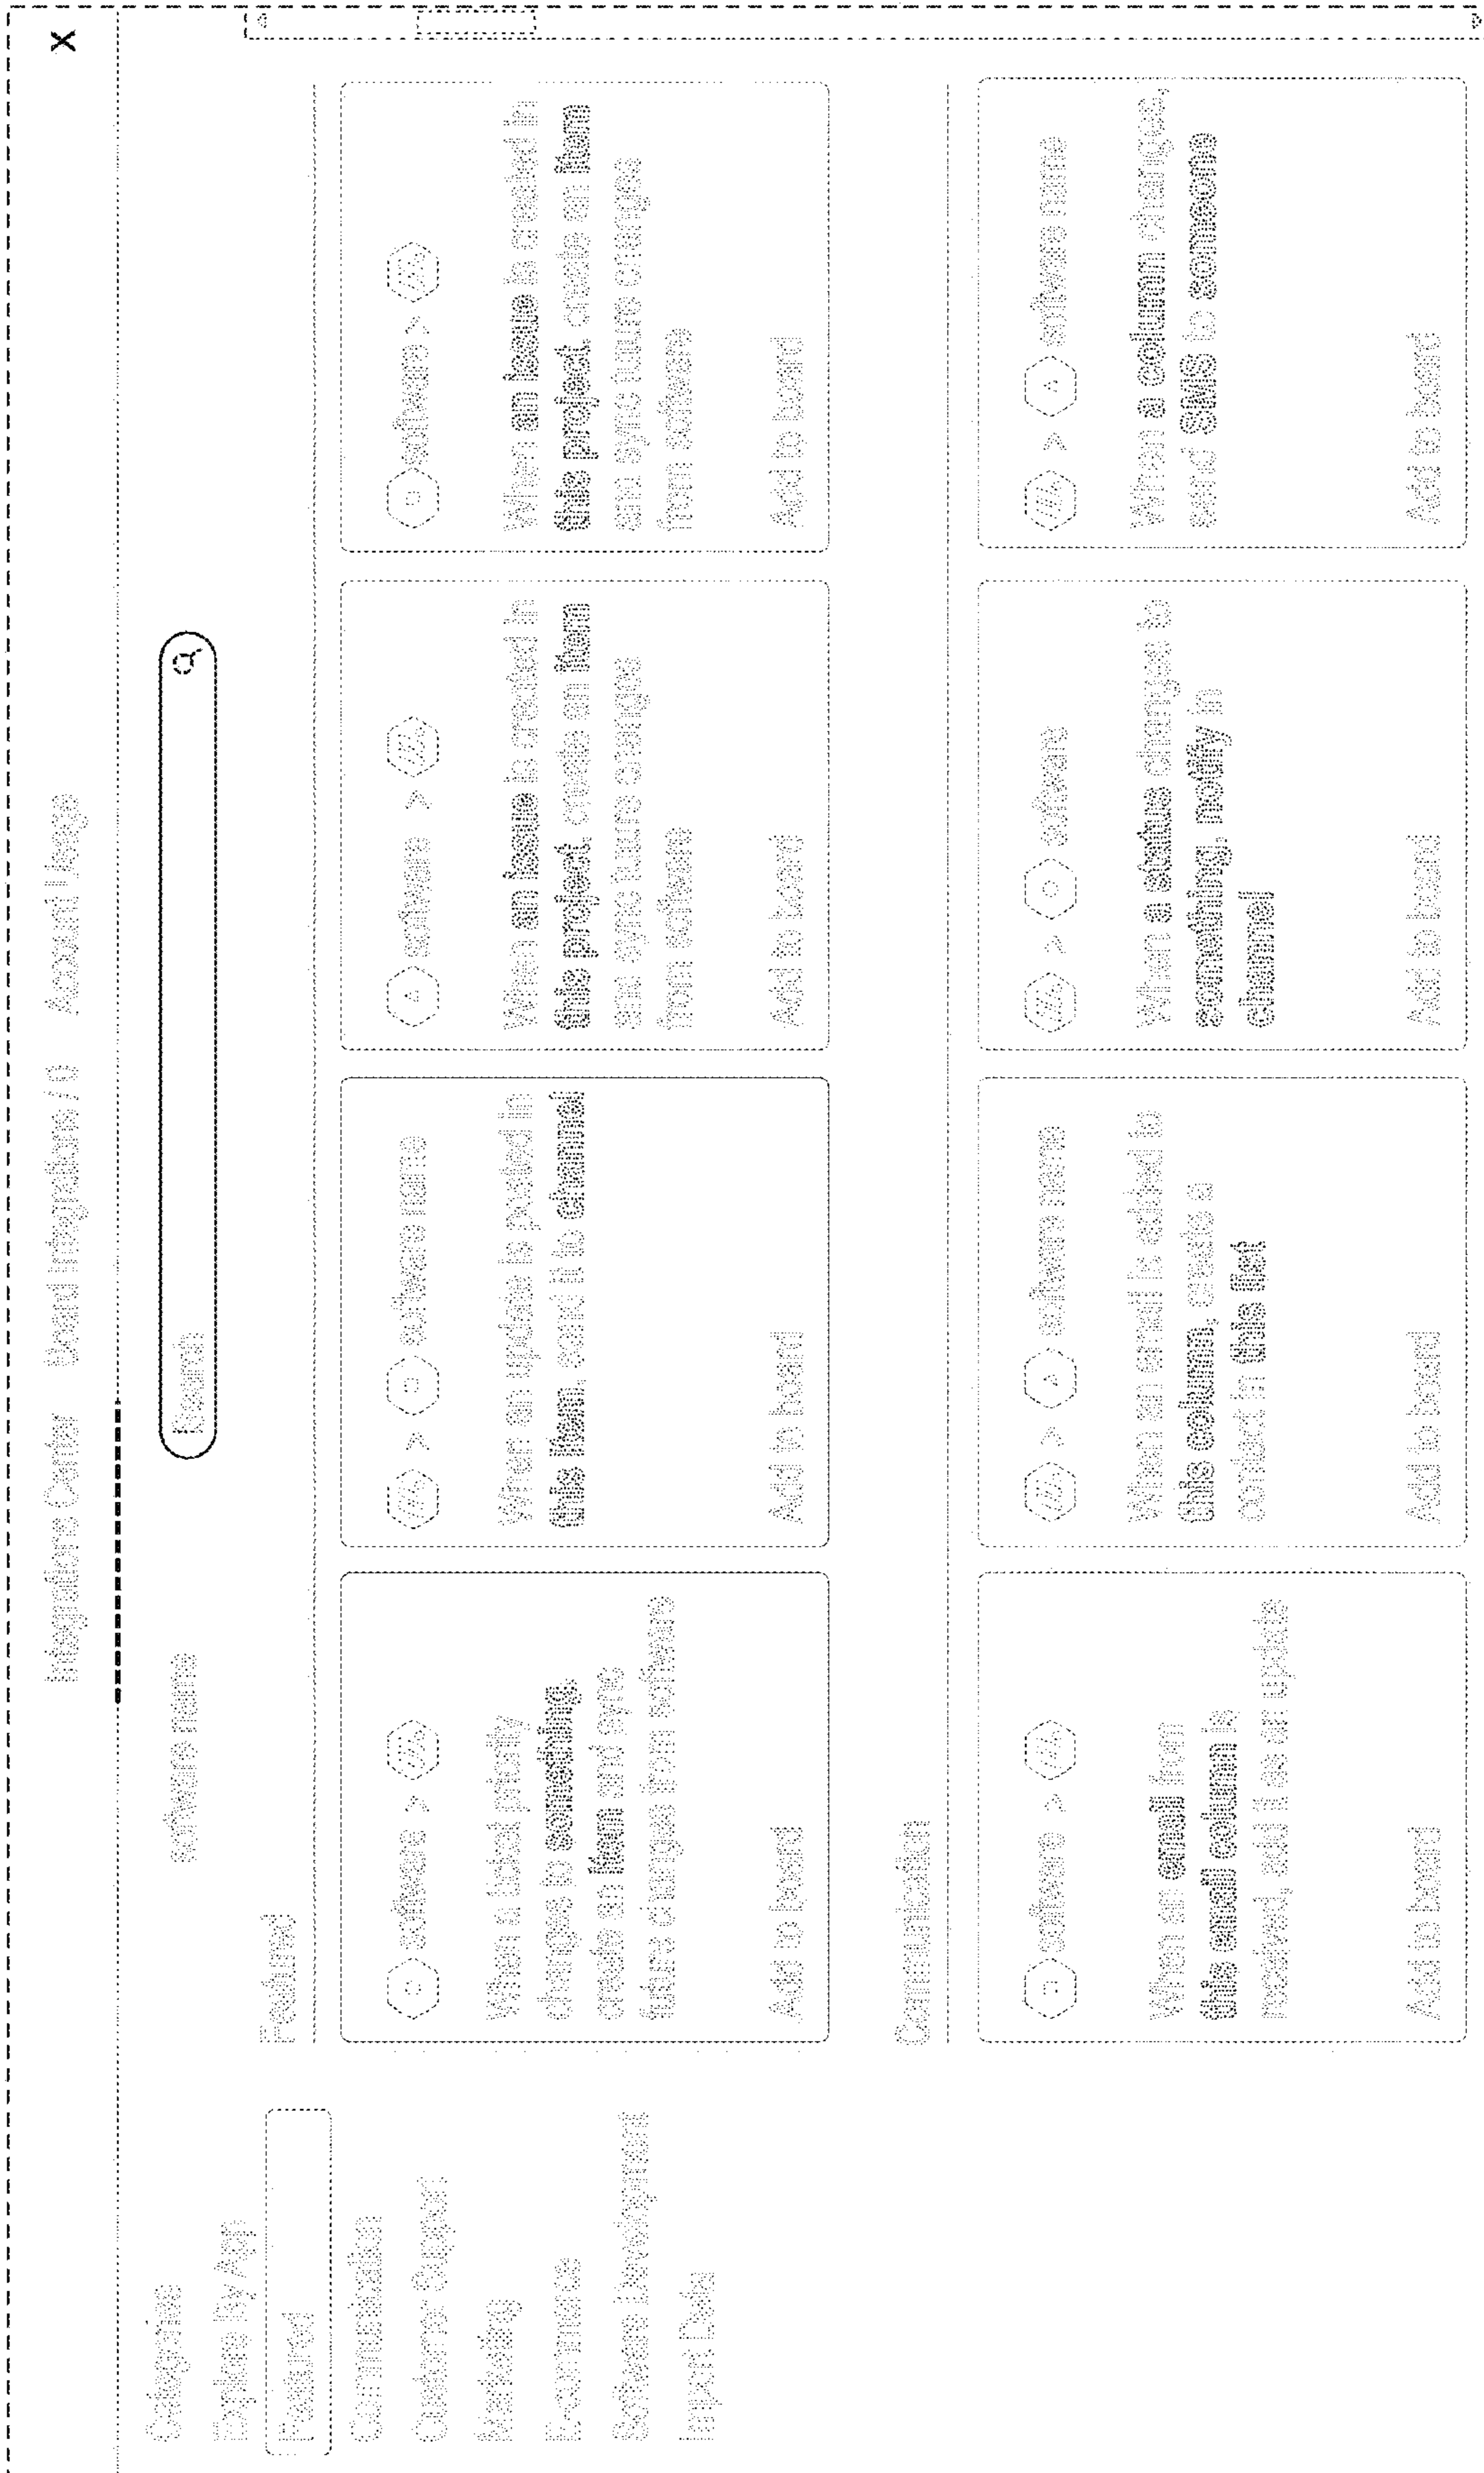 Integrations Center
Board Integrations / 0
Account Usage
X
software name
Search
Categories
Explore By App
Featured
Communication
Customer Support
Marketing
E-commerce
Software Development
Import Data
Featured
software >
When a ticket priority
changes to something,
create an item and sync
future changes from software
Add to board
> software name
When an update is posted in
this item, send it to channel
Add to board
software >
When an issue is created in
this project, create an item
and sync future changes
from software
Add to board
software >
When an issue is created in
this project, create an item
and sync future changes
from software
Add to board
Communication
software >
When an email from
this email column is
received, add it as an update
Add to board
> software name
When an email is added to
this column, create a
contact in this list
Add to board
> software
When a status changes to
something, notify in
channel
Add to board
> software name
When a column changes,
send SMS to someone
Add to board